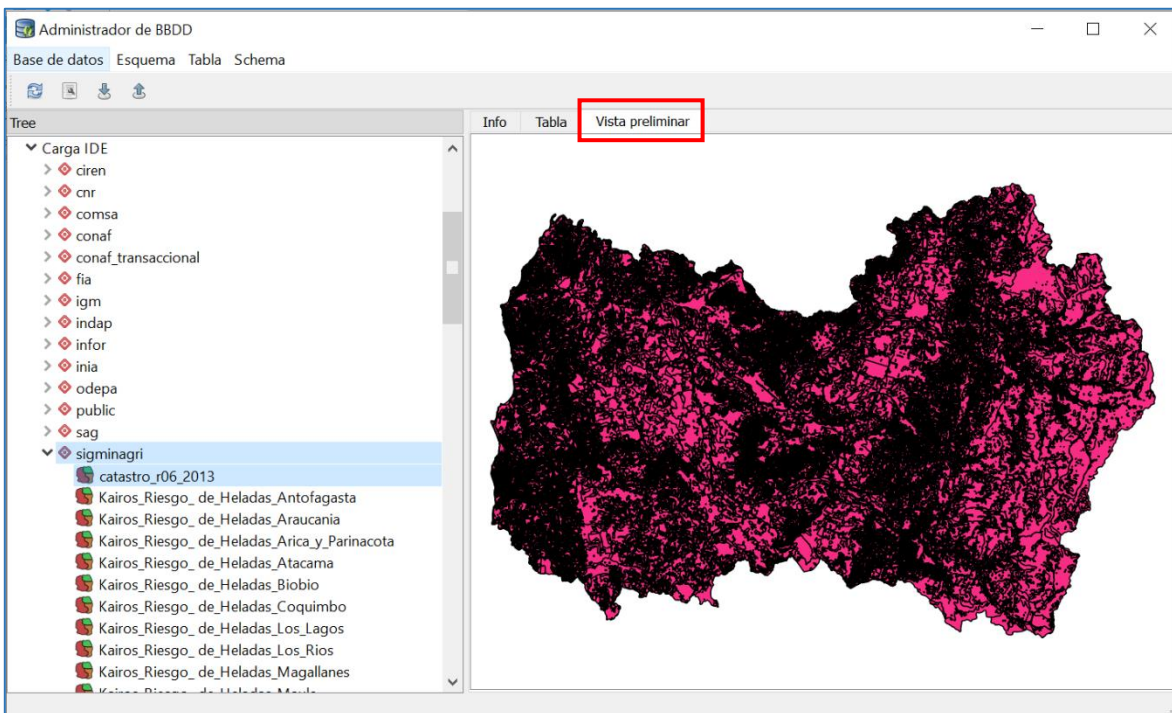 Administrador de BBDD
Base de datos Esquema Tabla Schema
Tree
Info Tabla Vista preliminar
Carga IDE
ciren
cnr
comsa
conaf
conaf_transaccional
fia
igm
indap
infor
inia
odepa
public
sag
sigminagri
catastro_r06_2013
Kairos_Riesgo_ de_Heladas_Antofagasta
Kairos_Riesgo_ de_Heladas_Araucania
Kairos_Riesgo_ de_Heladas_Arica_y_Parinacota
Kairos_Riesgo_ de_Heladas_Atacama
Kairos_Riesgo_ de_Heladas_Biobio
Kairos_Riesgo_ de_Heladas_Coquimbo
Kairos_Riesgo_ de_Heladas_Los_Lagos
Kairos_Riesgo_ de_Heladas_Los_Rios
Kairos_Riesgo_ de_Heladas_Magallanes